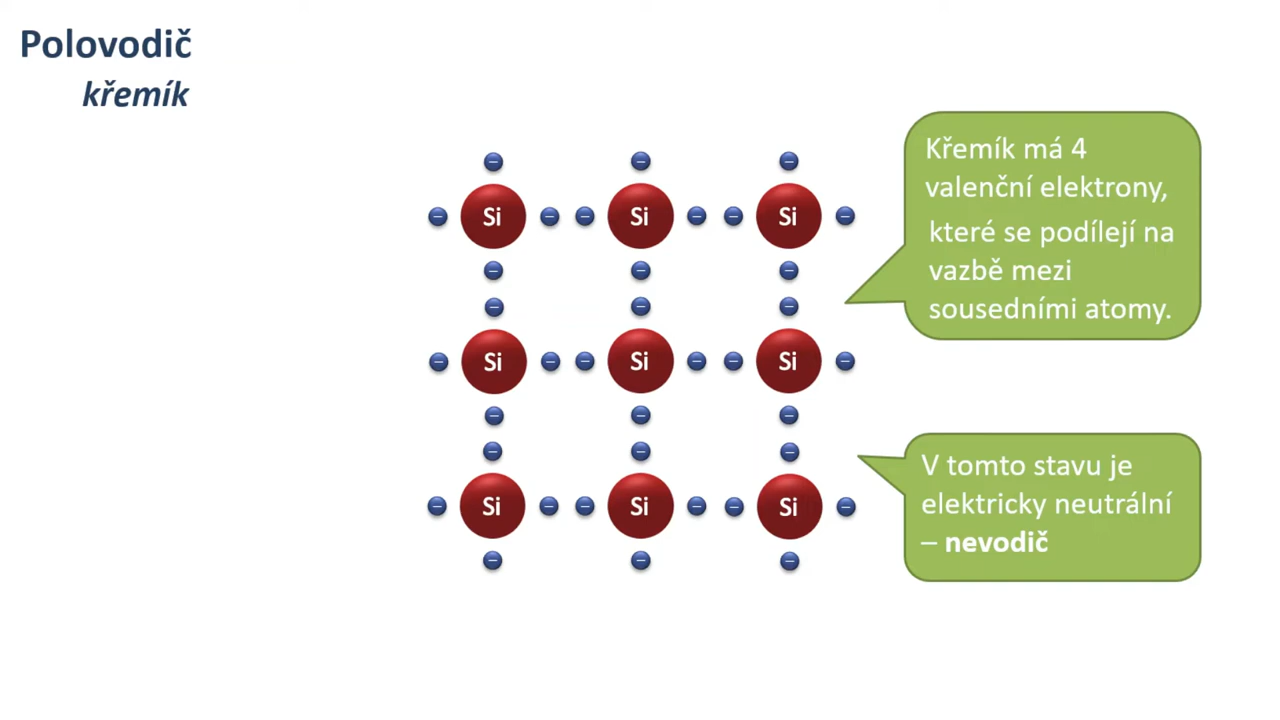 Polovodič
křemík
Křemík má 4
valenční elektrony,
které se podílejí na
vazbě mezi
sousedními atomy.
Si Si Si
Si Si Si
V tomto stavu je
elektricky neutrální
– nevodič
Si Si Si